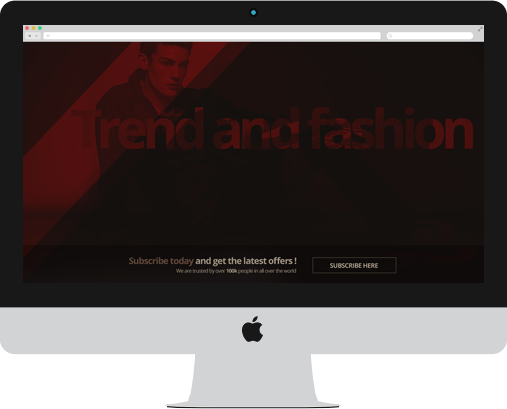 Trend and fashion
Subscribe today and get the latest offers !
We are trusted by over 100k people in all over the world
SUBSCRIBE HERE